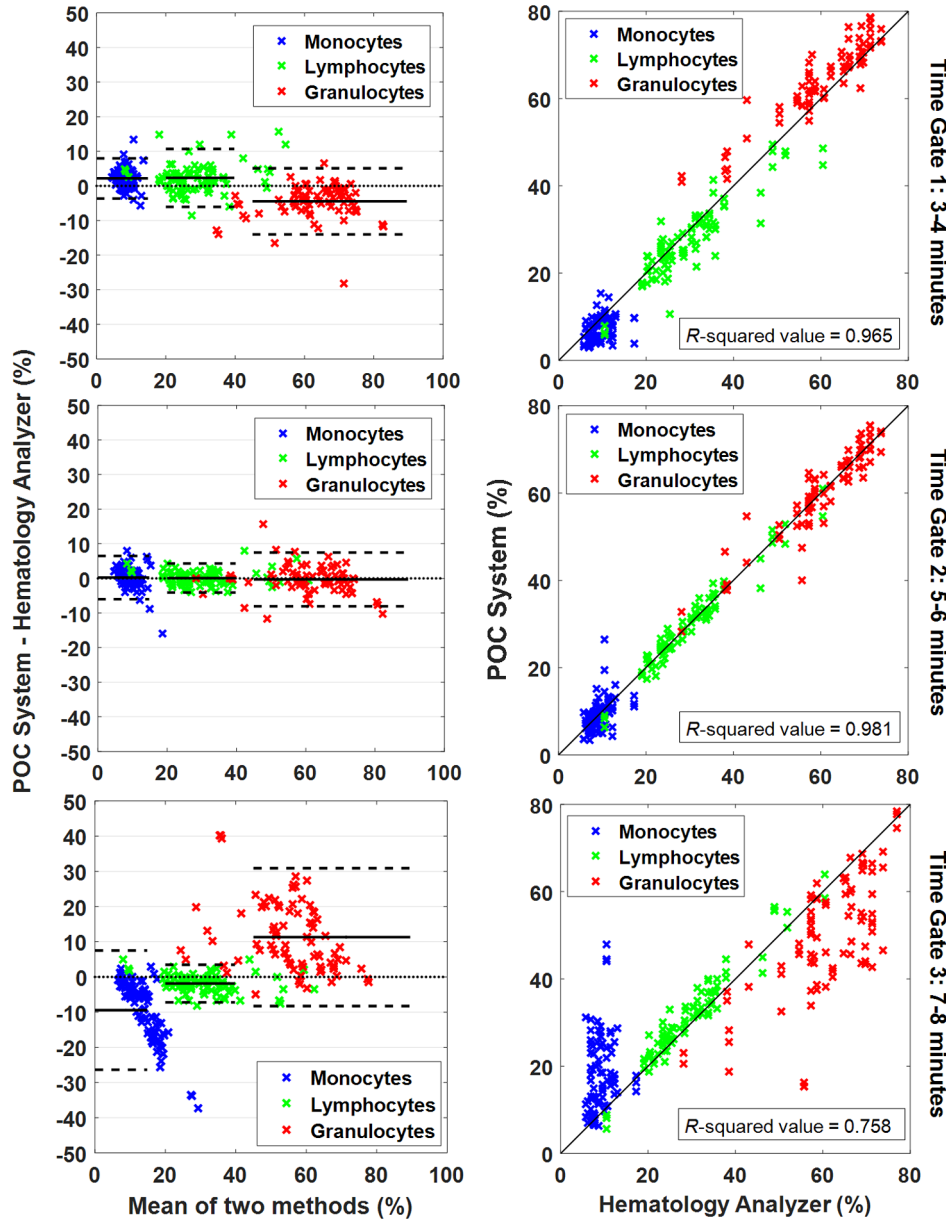 POC System - Hematology Analyzer (%)
50
40
30
20
10
0
-10
-20
-30
-40
-50
Monocytes
Lymphocytes
Granulocytes
0
20
40
60
80
100
80
60
40
20
0
Monocytes
Lymphocytes
Granulocytes
R-squared value = 0.965
0
20
40
60
80
Time Gate 1: 3-4 minutes
50
40
30
20
10
0
-10
-20
-30
-40
-50
Monocytes
Lymphocytes
Granulocytes
0
20
40
60
80
100
POC System (%)
80
60
40
20
0
Monocytes
Lymphocytes
Granulocytes
R-squared value = 0.981
0
20
40
60
80
Time Gate 2: 5-6 minutes
50
40
30
20
10
0
-10
-20
-30
-40
-50
Monocytes
Lymphocytes
Granulocytes
0
20
40
60
80
100
Mean of two methods (%)
80
60
40
20
0
Monocytes
Lymphocytes
Granulocytes
R-squared value = 0.758
0
20
40
60
80
Hematology Analyzer (%)
Time Gate 3: 7-8 minutes